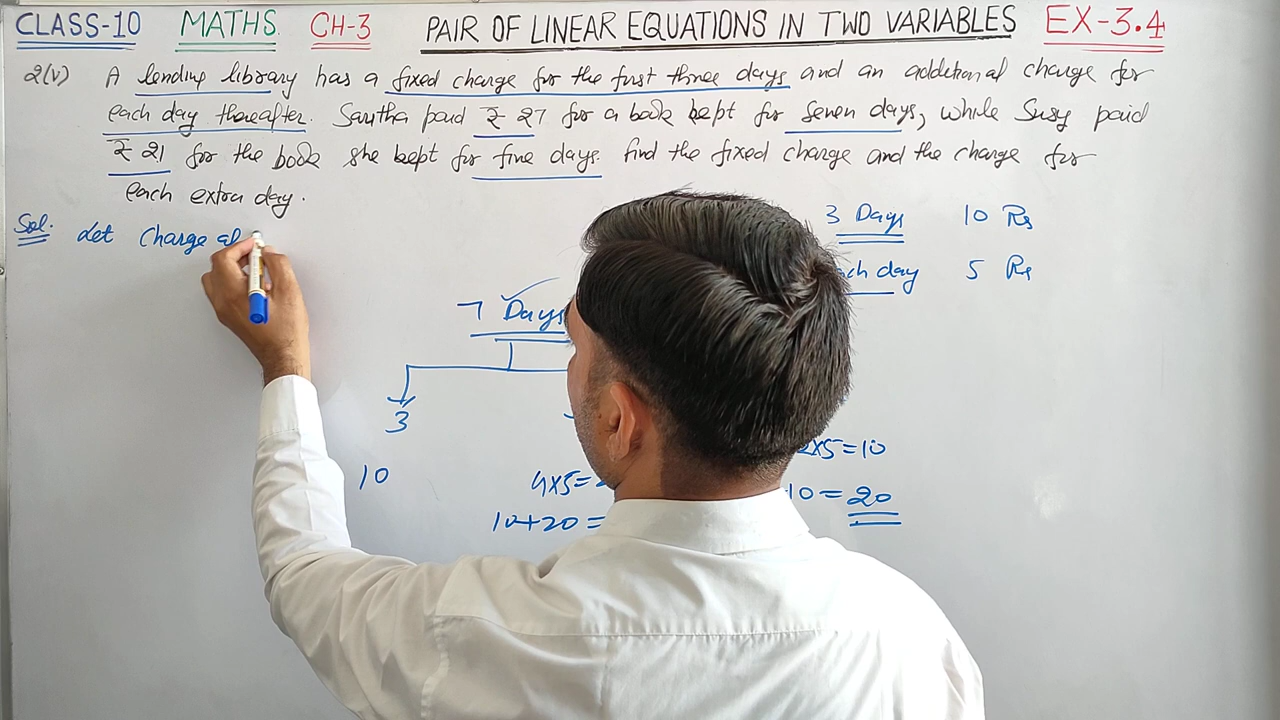 CLASS-10 MATHS CH-3 PAIR OF LINEAR EQUATIONS IN TWO VARIABLES EX-3.4
2(v) A lending library has a fixed charge for the first three days and an additional charge for
each day thereafter. Saritha paid ₹ 27 for a book kept for seven days, while Susy paid
₹ 21 for the book she kept for five days. find the fixed charge and the charge for
each extra day.
Sol. Let Charge
3 Days 10 Rs
day 5 Rs
7 Days
3
10
4x5=
10+20=
x5=10
10=20